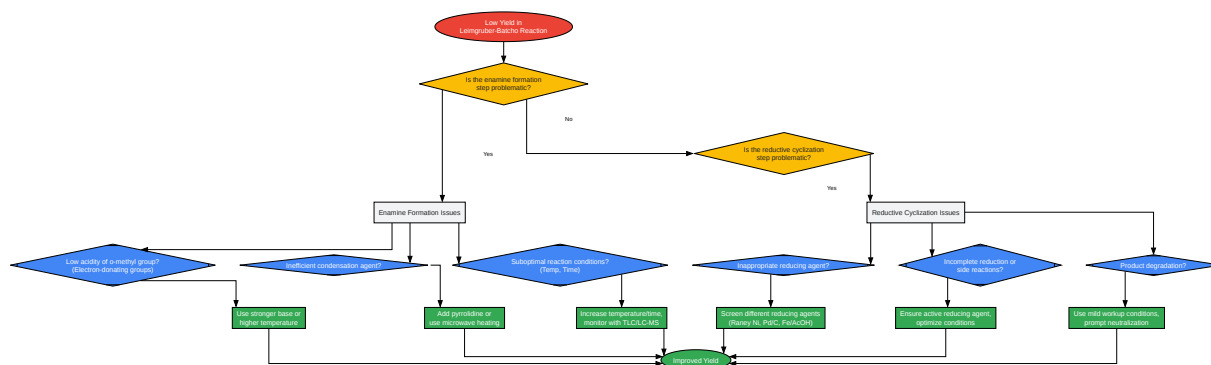 Low Yield in
Leimgruber-Batcho Reaction
Is the enamine formation
step problematic?
No
Yes
Is the reductive cyclization
step problematic?
Yes
Enamine Formation Issues
Reductive Cyclization Issues
Low acidity of o-methyl group?
(Electron-donating groups)
Inefficient condensation agent?
Suboptimal reaction conditions?
(Temp, Time)
Inappropriate reducing agent?
Incomplete reduction or
side reactions?
Product degradation?
Use stronger base or
higher temperature
Add pyrrolidine or
use microwave heating
Increase temperature/time,
monitor with TLC/LC-MS
Screen different reducing agents
(Raney Ni, Pd/C, Fe/AcOH)
Ensure active reducing agent,
optimize conditions
Use mild workup conditions,
prompt neutralization
Improved Yield